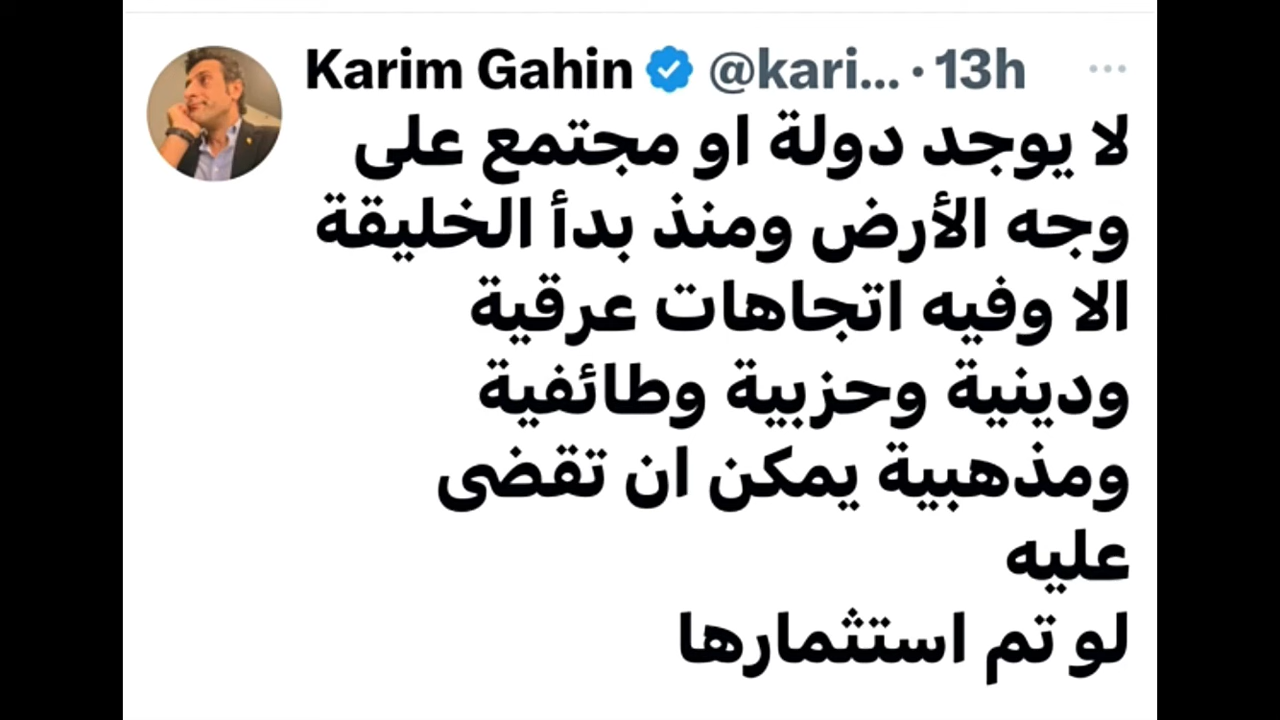 Karim Gahin @kari... · 13h
لا يوجد دولة او مجتمع على
وجه الأرض ومنذ بدأ الخليقة
الا وفيه اتجاهات عرقية
ودينية وحزبية وطائفية
ومذهبية يمكن ان تقضى
عليه
لو تم استثمارها